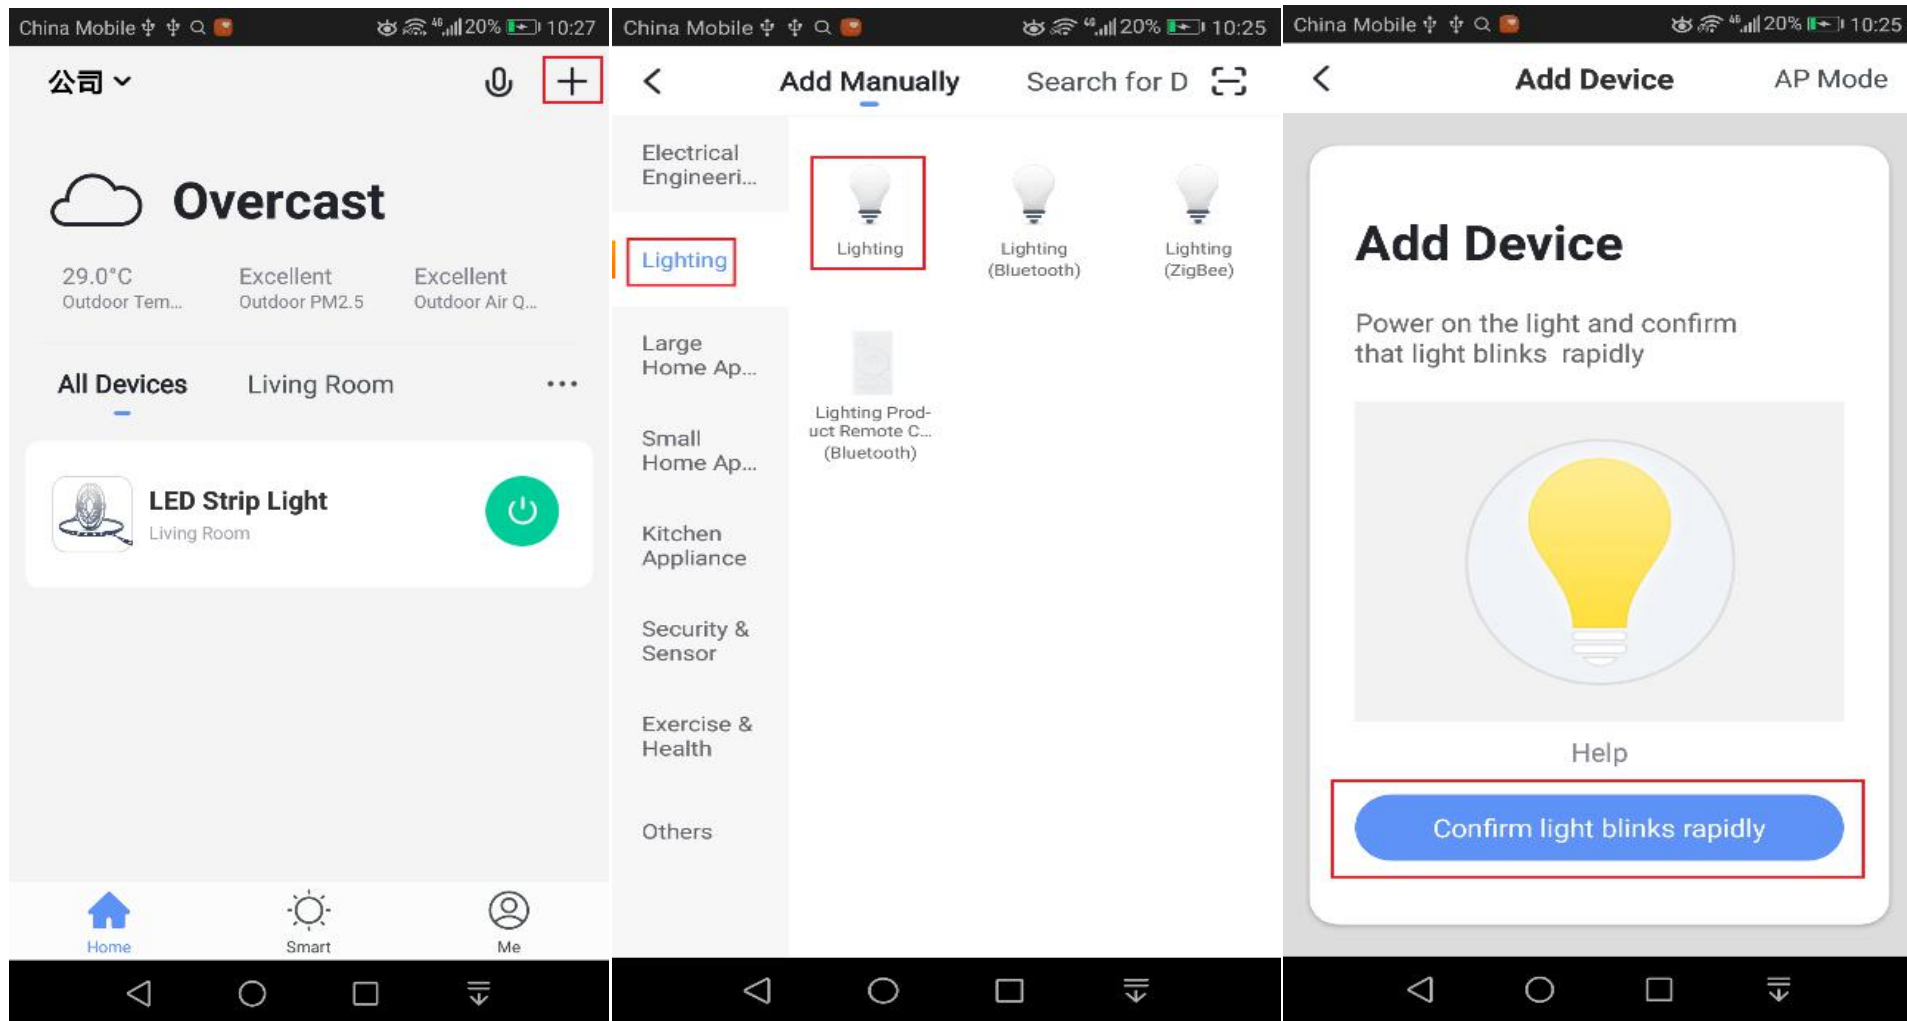 China Mobile 46 20% 10:27
公司
Overcast
29.0°C Excellent Excellent
Outdoor Tem... Outdoor PM2.5 Outdoor Air Q...
All Devices Living Room
LED Strip Light
Living Room
Home Smart Me
China Mobile 46 20% 10:25
Add Manually Search for D
Electrical
Engineeri...
Lighting
Large
Home Ap...
Small
Home Ap...
Kitchen
Appliance
Security &
Sensor
Exercise &
Health
Others
Lighting
Lighting
(Bluetooth)
Lighting
(ZigBee)
Lighting Prod-
uct Remote C...
(Bluetooth)
China Mobile 46 20% 10:25
Add Device AP Mode
Add Device
Power on the light and confirm
that light blinks rapidly
Help
Confirm light blinks rapidly